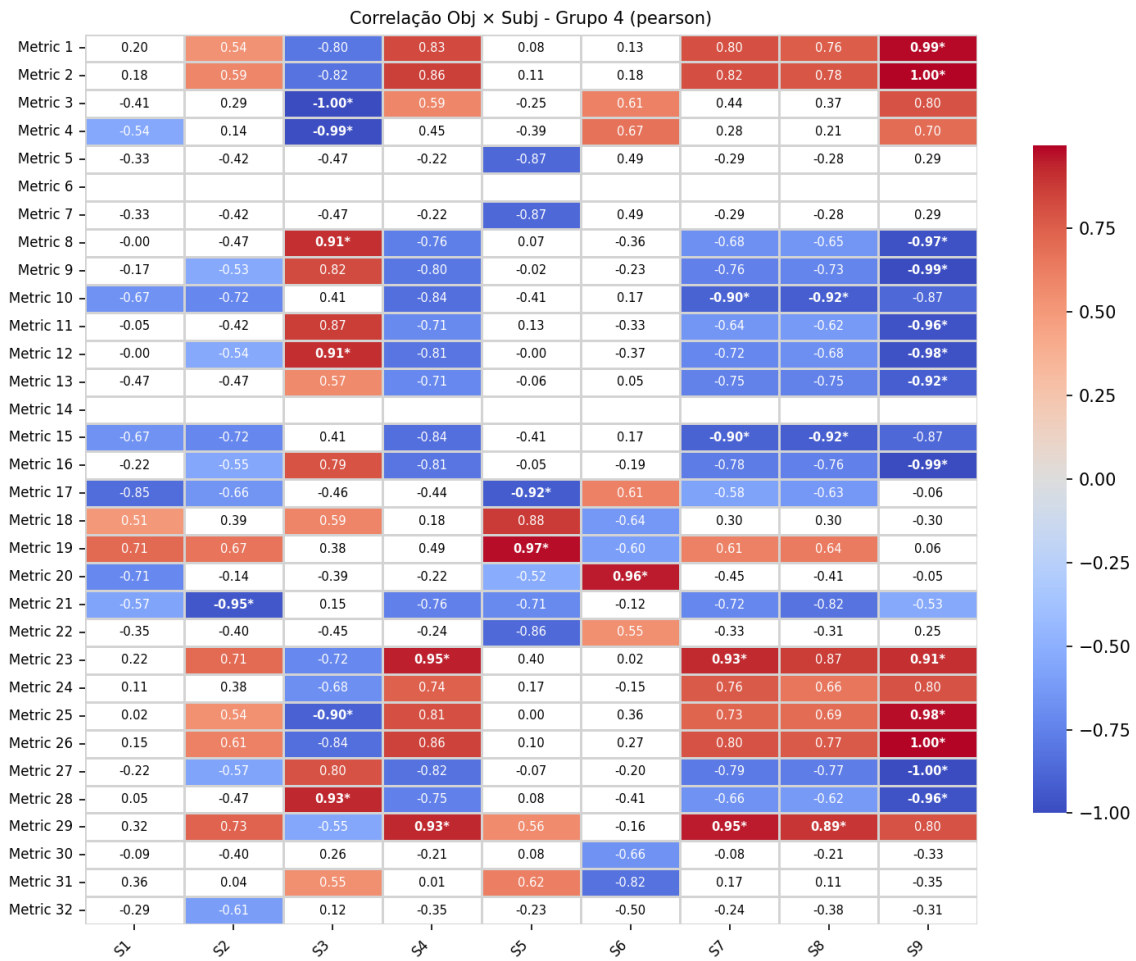 Correlação Obj × Subj - Grupo 4 (pearson)
Metric 1 0.20 0.54 -0.80 0.83 0.08 0.13 0.80 0.76 0.99*
Metric 2 0.18 0.59 -0.82 0.86 0.11 0.18 0.82 0.78 1.00*
Metric 3 -0.41 0.29 -1.00* 0.59 -0.25 0.61 0.44 0.37 0.80
Metric 4 -0.54 0.14 -0.99* 0.45 -0.39 0.67 0.28 0.21 0.70
Metric 5 -0.33 -0.42 -0.47 -0.22 -0.87 0.49 -0.29 -0.28 0.29
Metric 6
Metric 7 -0.33 -0.42 -0.47 -0.22 -0.87 0.49 -0.29 -0.28 0.29
Metric 8 -0.00 -0.47 0.91* -0.76 0.07 -0.36 -0.68 -0.65 -0.97*
Metric 9 -0.17 -0.53 0.82 -0.80 -0.02 -0.23 -0.76 -0.73 -0.99*
Metric 10 -0.67 -0.72 0.41 -0.84 -0.41 0.17 -0.90* -0.92* -0.87
Metric 11 -0.05 -0.42 0.87 -0.71 0.13 -0.33 -0.64 -0.62 -0.96*
Metric 12 -0.00 -0.54 0.91* -0.81 -0.00 -0.37 -0.72 -0.68 -0.98*
Metric 13 -0.47 -0.47 0.57 -0.71 -0.06 0.05 -0.75 -0.75 -0.92*
Metric 14
Metric 15 -0.67 -0.72 0.41 -0.84 -0.41 0.17 -0.90* -0.92* -0.87
Metric 16 -0.22 -0.55 0.79 -0.81 -0.05 -0.19 -0.78 -0.76 -0.99*
Metric 17 -0.85 -0.66 -0.46 -0.44 -0.92* 0.61 -0.58 -0.63 -0.06
Metric 18 0.51 0.39 0.59 0.18 0.88 -0.64 0.30 0.30 -0.30
Metric 19 0.71 0.67 0.38 0.49 0.97* -0.60 0.61 0.64 0.06
Metric 20 -0.71 -0.14 -0.39 -0.22 -0.52 0.96* -0.45 -0.41 -0.05
Metric 21 -0.57 -0.95* 0.15 -0.76 -0.71 -0.12 -0.72 -0.82 -0.53
Metric 22 -0.35 -0.40 -0.45 -0.24 -0.86 0.55 -0.33 -0.31 0.25
Metric 23 0.22 0.71 -0.72 0.95* 0.40 0.02 0.93* 0.87 0.91*
Metric 24 0.11 0.38 -0.68 0.74 0.17 -0.15 0.76 0.66 0.80
Metric 25 0.02 0.54 -0.90* 0.81 0.00 0.36 0.73 0.69 0.98*
Metric 26 0.15 0.61 -0.84 0.86 0.10 0.27 0.80 0.77 1.00*
Metric 27 -0.22 -0.57 0.80 -0.82 -0.07 -0.20 -0.79 -0.77 -1.00*
Metric 28 0.05 -0.47 0.93* -0.75 0.08 -0.41 -0.66 -0.62 -0.96*
Metric 29 0.32 0.73 -0.55 0.93* 0.56 -0.16 0.95* 0.89* 0.80
Metric 30 -0.09 -0.40 0.26 -0.21 0.08 -0.66 -0.08 -0.21 -0.33
Metric 31 0.36 0.04 0.55 0.01 0.62 -0.82 0.17 0.11 -0.35
Metric 32 -0.29 -0.61 0.12 -0.35 -0.23 -0.50 -0.24 -0.38 -0.31
S1 S2 S3 S4 S5 S6 S7 S8 S9
0.75
0.50
0.25
0.00
−0.25
−0.50
−0.75
−1.00